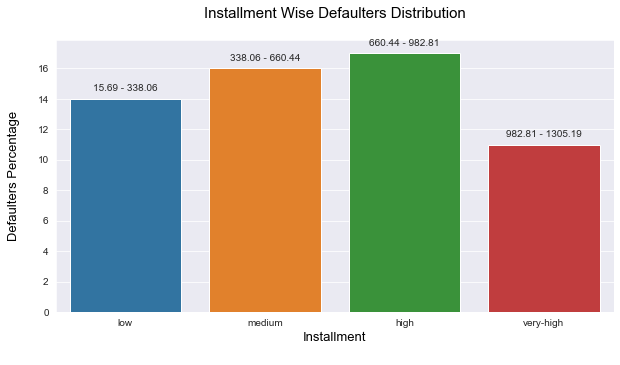 Installment Wise Defaulters Distribution
660.44 - 982.81
338.06 - 660.44
15.69 - 338.06
982.81 - 1305.19
Defaulters Percentage
16
14
12
10
8
6
4
2
0
low medium high very-high
Installment